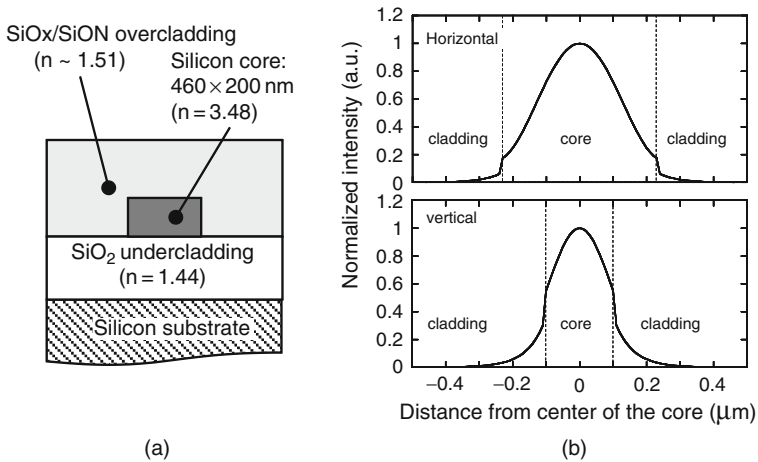 SiOx/SiON overcladding
(n ~ 1.51)
Silicon core:
460 × 200 nm
(n = 3.48)
SiO₂ undercladding
(n = 1.44)
Silicon substrate
(a)
Normalized intensity (a.u.)
1.2
1
0.8
0.6
0.4
0.2
0
Horizontal
cladding
core
cladding
1.2
1.0
0.8
0.6
0.4
0.2
0
vertical
cladding
core
cladding
−0.4 −0.2 0 0.2 0.4
Distance from center of the core (μm)
(b)